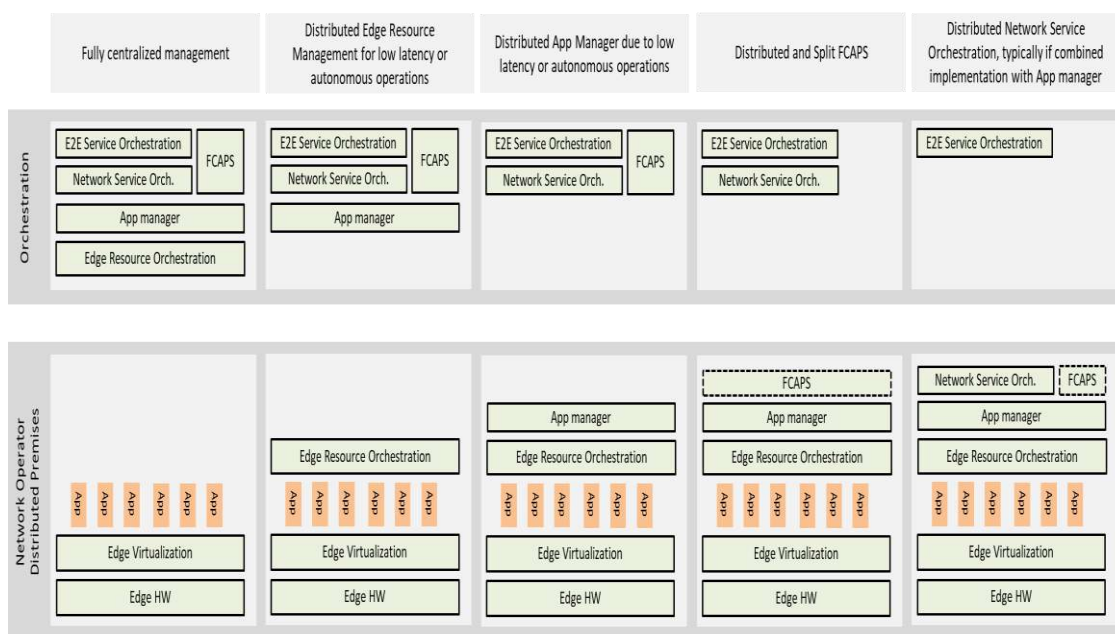 Fully centralized management
Distributed Edge Resource
Management for low latency or
autonomous operations
Distributed App Manager due to low
latency or autonomous operations
Distributed and Split FCAPS
Distributed Network Service
Orchestration, typically if combined
implementation with App manager
Orchestration
E2E Service Orchestration
FCAPS
Network Service Orch.
App manager
Edge Resource Orchestration
E2E Service Orchestration
FCAPS
Network Service Orch.
App manager
E2E Service Orchestration
FCAPS
Network Service Orch.
E2E Service Orchestration
Network Service Orch.
E2E Service Orchestration
Network Operator
Distributed Premises
App App App App App App
Edge Virtualization
Edge HW
Edge Resource Orchestration
App App App App App App
Edge Virtualization
Edge HW
App manager
Edge Resource Orchestration
App App App App App App
Edge Virtualization
Edge HW
FCAPS
App manager
Edge Resource Orchestration
App App App App App App
Edge Virtualization
Edge HW
Network Service Orch.
FCAPS
App manager
Edge Resource Orchestration
App App App App App App
Edge Virtualization
Edge HW